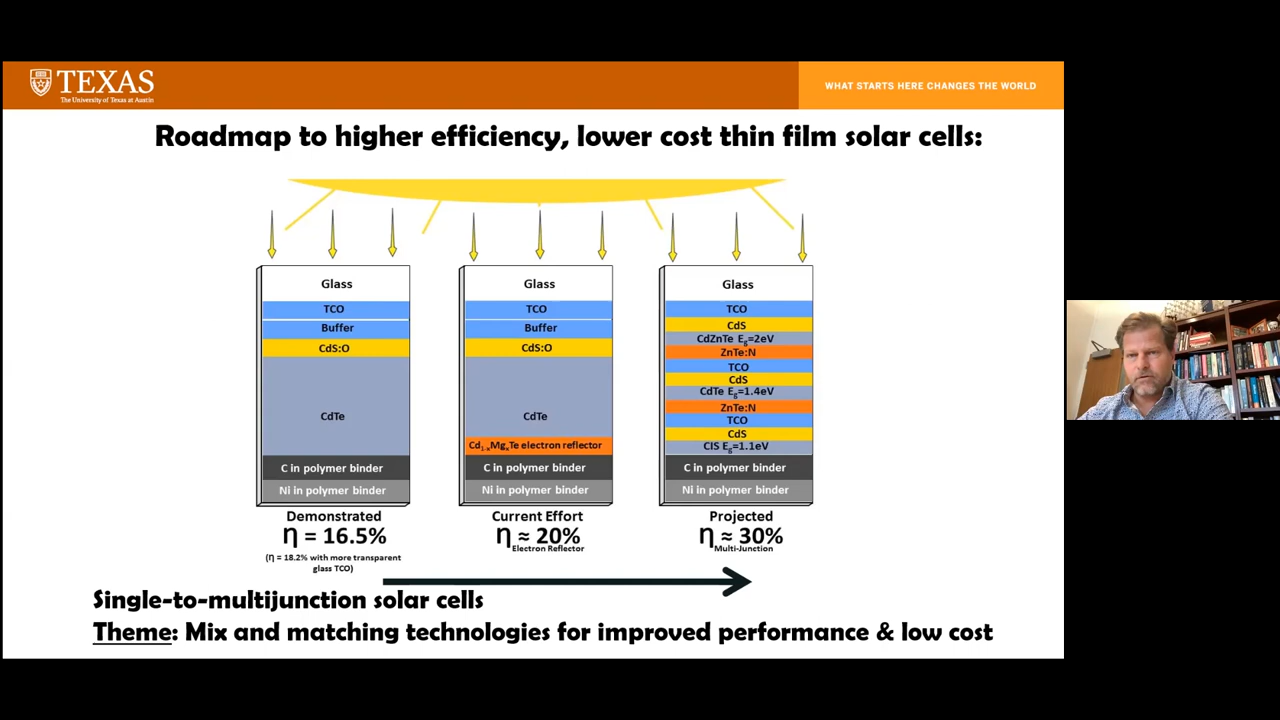 TEXAS
The University of Texas at Austin
WHAT STARTS HERE CHANGES THE WORLD
Roadmap to higher efficiency, lower cost thin film solar cells:
Glass
TCO
Buffer
CdS:O
CdTe
C in polymer binder
Ni in polymer binder
Demonstrated
η = 16.5%
(η = 18.2% with more transparent
glass TCO)
Glass
TCO
Buffer
CdS:O
CdTe
Cd₁₋ₓMgₓTe electron reflector
C in polymer binder
Ni in polymer binder
Current Effort
η ≈ 20%
Electron Reflector
Glass
TCO
CdS
CdZnTe Eg=2eV
ZnTe:N
TCO
CdS
CdTe Eg=1.4eV
ZnTe:N
TCO
CdS
CIS Eg=1.1eV
C in polymer binder
Ni in polymer binder
Projected
η ≈ 30%
Multi-Junction
Single-to-multijunction solar cells
Theme: Mix and matching technologies for improved performance & low cost